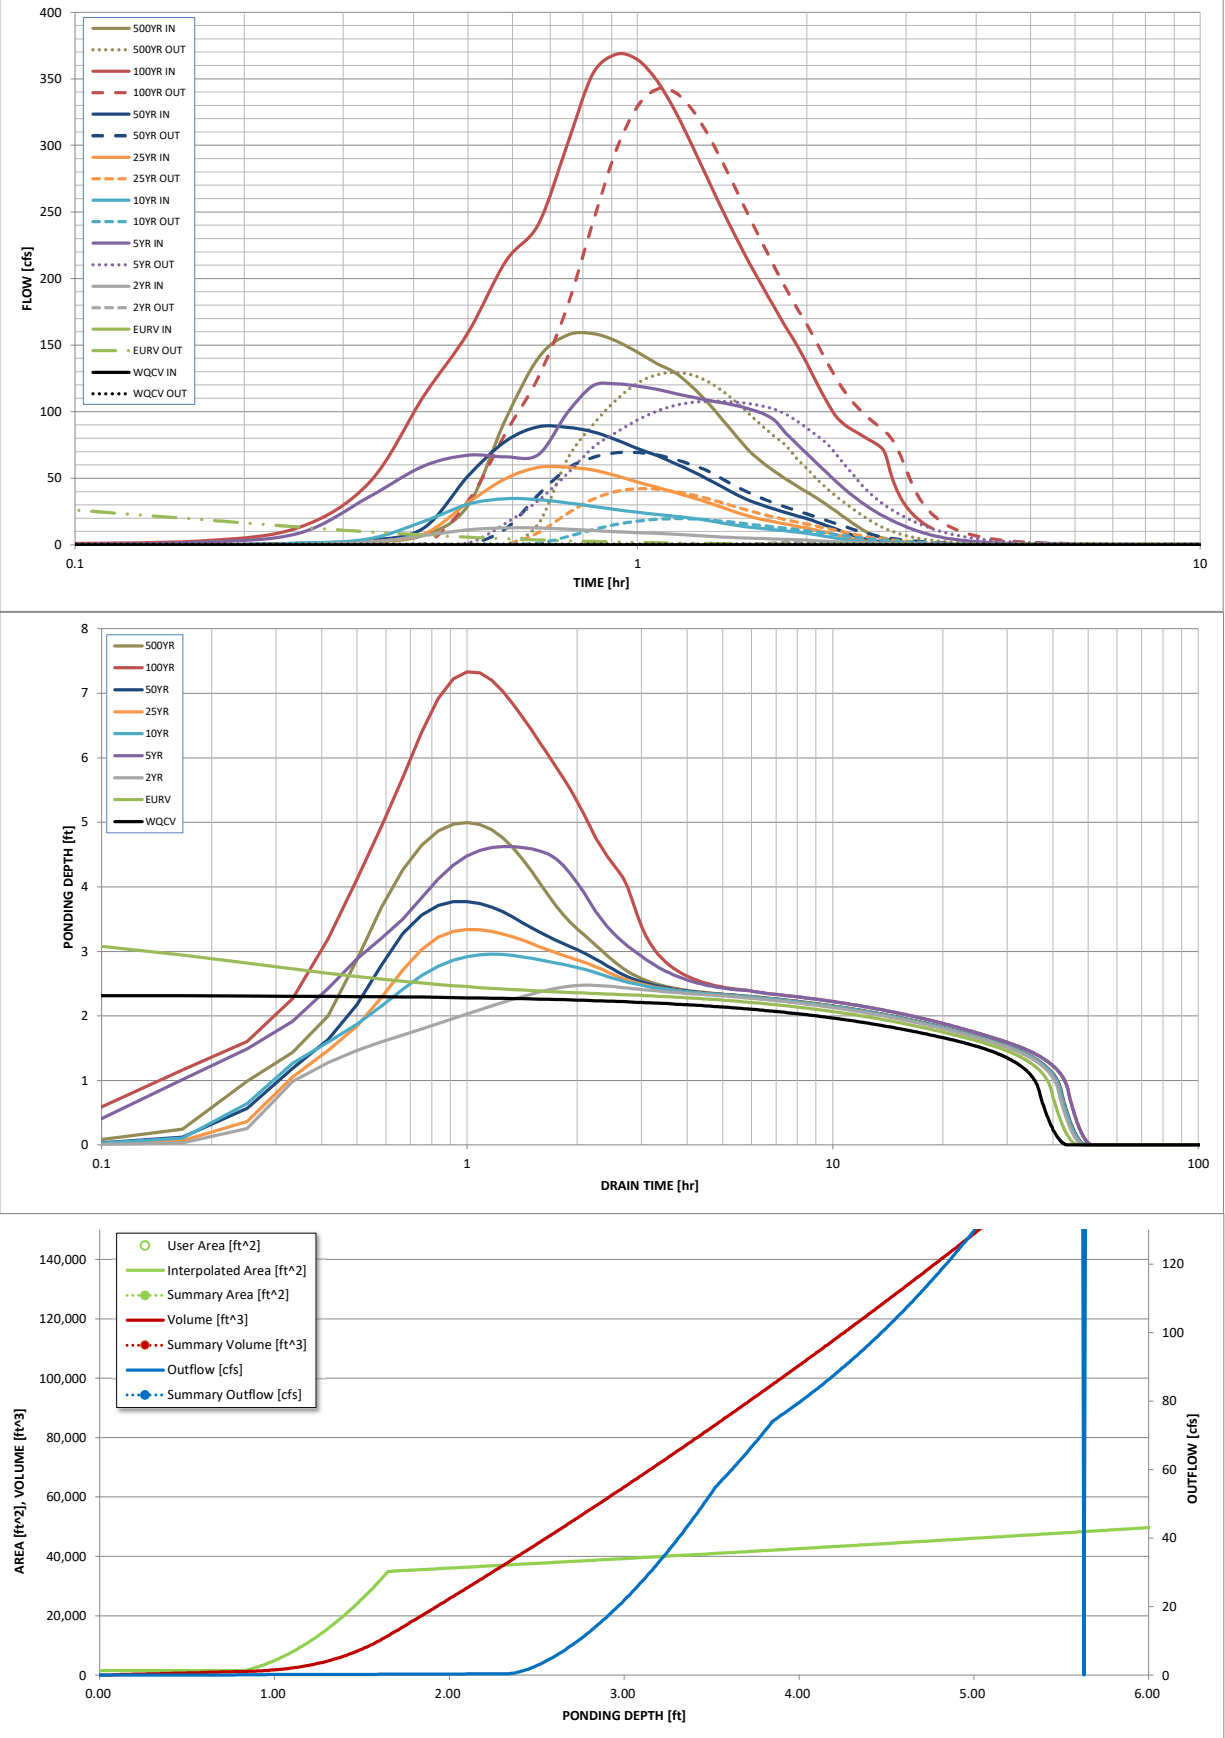 400
350
300
250
200
150
100
50
0
FLOW [cfs]
500YR IN
500YR OUT
100YR IN
100YR OUT
50YR IN
50YR OUT
25YR IN
25YR OUT
10YR IN
10YR OUT
5YR IN
5YR OUT
2YR IN
2YR OUT
EURV IN
EURV OUT
WQCV IN
WQCV OUT
0.1 1 10
TIME [hr]
8
7
6
5
4
3
2
1
0
PONDING DEPTH [ft]
500YR
100YR
50YR
25YR
10YR
5YR
2YR
EURV
WQCV
0.1 1 10 100
DRAIN TIME [hr]
140,000
120,000
100,000
80,000
60,000
40,000
20,000
0
AREA [ft^2], VOLUME [ft^3]
User Area [ft^2]
Interpolated Area [ft^2]
Summary Area [ft^2]
Volume [ft^3]
Summary Volume [ft^3]
Outflow [cfs]
Summary Outflow [cfs]
120
100
80
60
40
20
0
OUTFLOW [cfs]
0.00 1.00 2.00 3.00 4.00 5.00 6.00
PONDING DEPTH [ft]